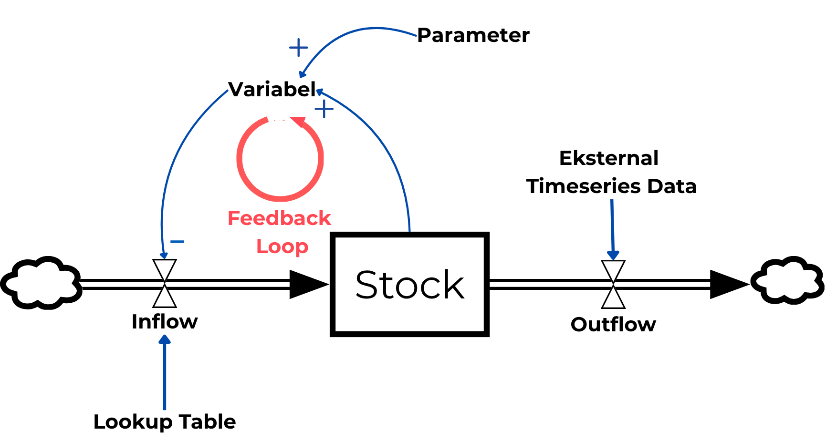 Parameter
+
Variabel
+
Eksternal
Timeseries Data
Feedback
Loop
−
Stock
Inflow
Outflow
Lookup Table